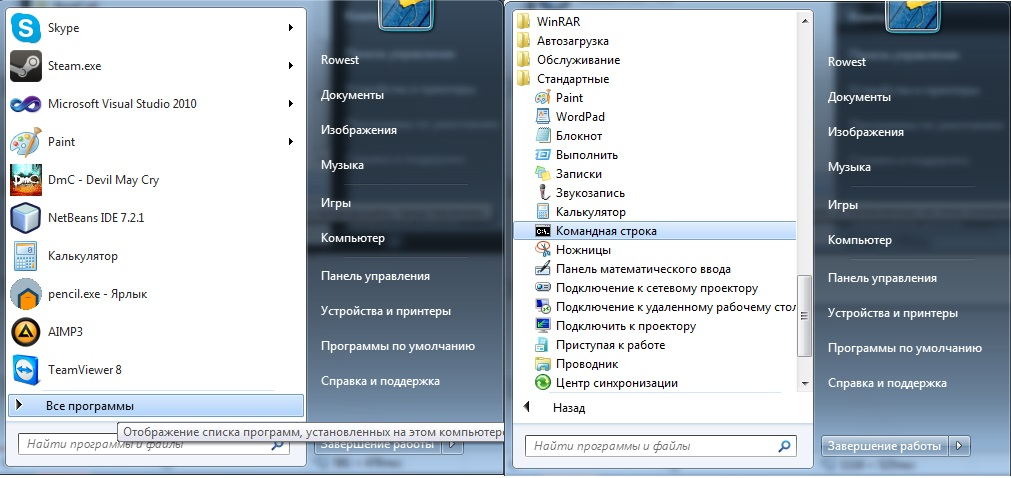 Skype
Steam.exe
Microsoft Visual Studio 2010
Paint
DmC - Devil May Cry
NetBeans IDE 7.2.1
Калькулятор
pencil.exe - Ярлык
AIMP3
TeamViewer 8
Все программы
Отображение списка программ, установленных на этом компьютере
Найти программы и файлы
Rowest
Документы
Изображения
Музыка
Игры
Компьютер
Панель управления
Устройства и принтеры
Программы по умолчанию
Справка и поддержка
Завершение работы
WinRAR
Автозагрузка
Обслуживание
Стандартные
Paint
WordPad
Блокнот
Выполнить
Записки
Звукозапись
Калькулятор
Командная строка
Ножницы
Панель математического ввода
Подключение к сетевому проектору
Подключение к удаленному рабочему стол
Подключить к проектору
Приступая к работе
Проводник
Центр синхронизации
Назад
Найти программы и файлы
Rowest
Документы
Изображения
Музыка
Игры
Компьютер
Панель управления
Устройства и принтеры
Программы по умолчанию
Справка и поддержка
Завершение работы